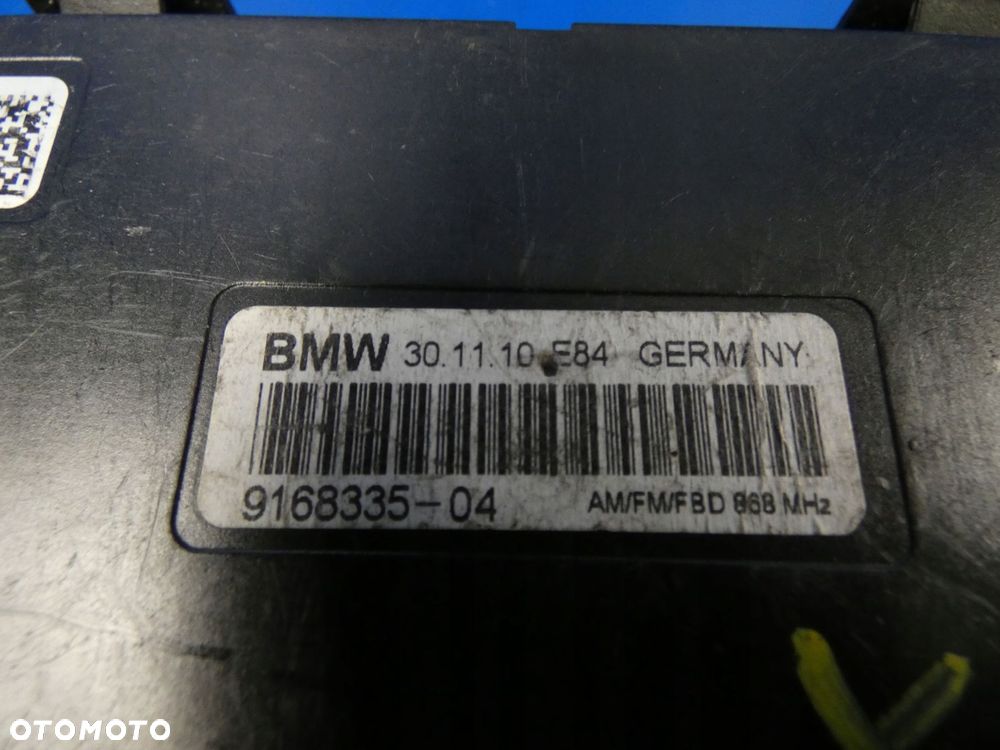 BMW 30.11.10 E84 GERMANY
9168335-04 AM/FM/FBD 868 MHz
OTOMOTO